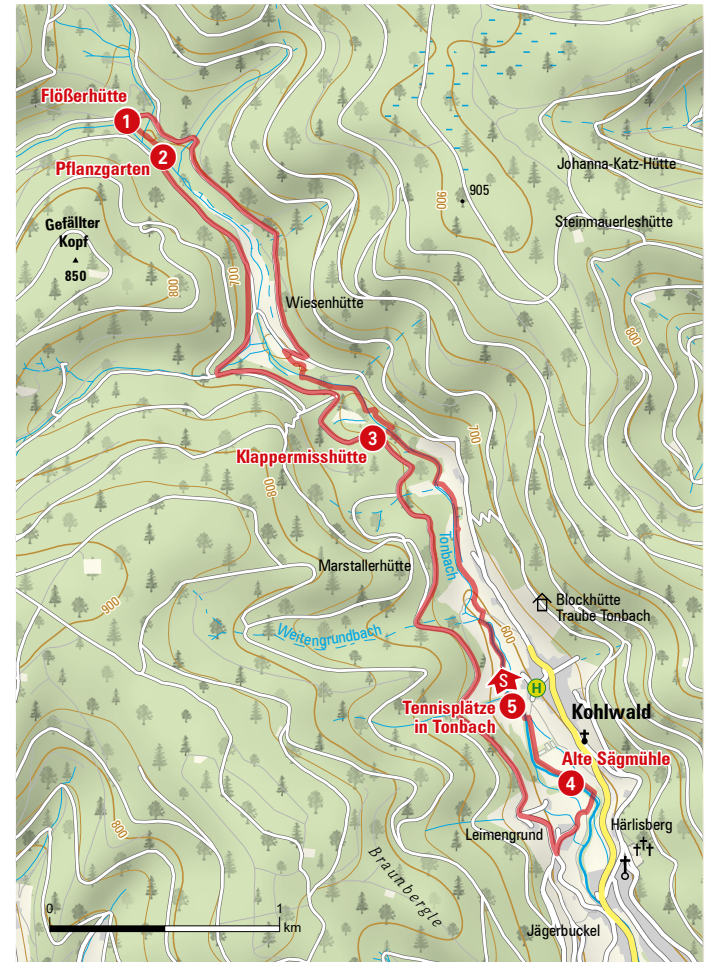 Flößerhütte
1
2
Pflanzgarten
Johanna-Katz-Hütte
905
900
Steinmauerleshütte
Gefällter
Kopf
850
800
700
Wiesenhütte
800
3
Klappermisshütte
700
800
Tonbach
Marstallerhütte
900
Blockhütte
Traube Tonbach
Weitengrundbach
600
S
H
Tennisplätze
in Tonbach
5
Kohlwald
Alte Sägmühle
4
800
Leimengrund
Härlisberg
Braunbergle
0
1
km
Jägerbuckel